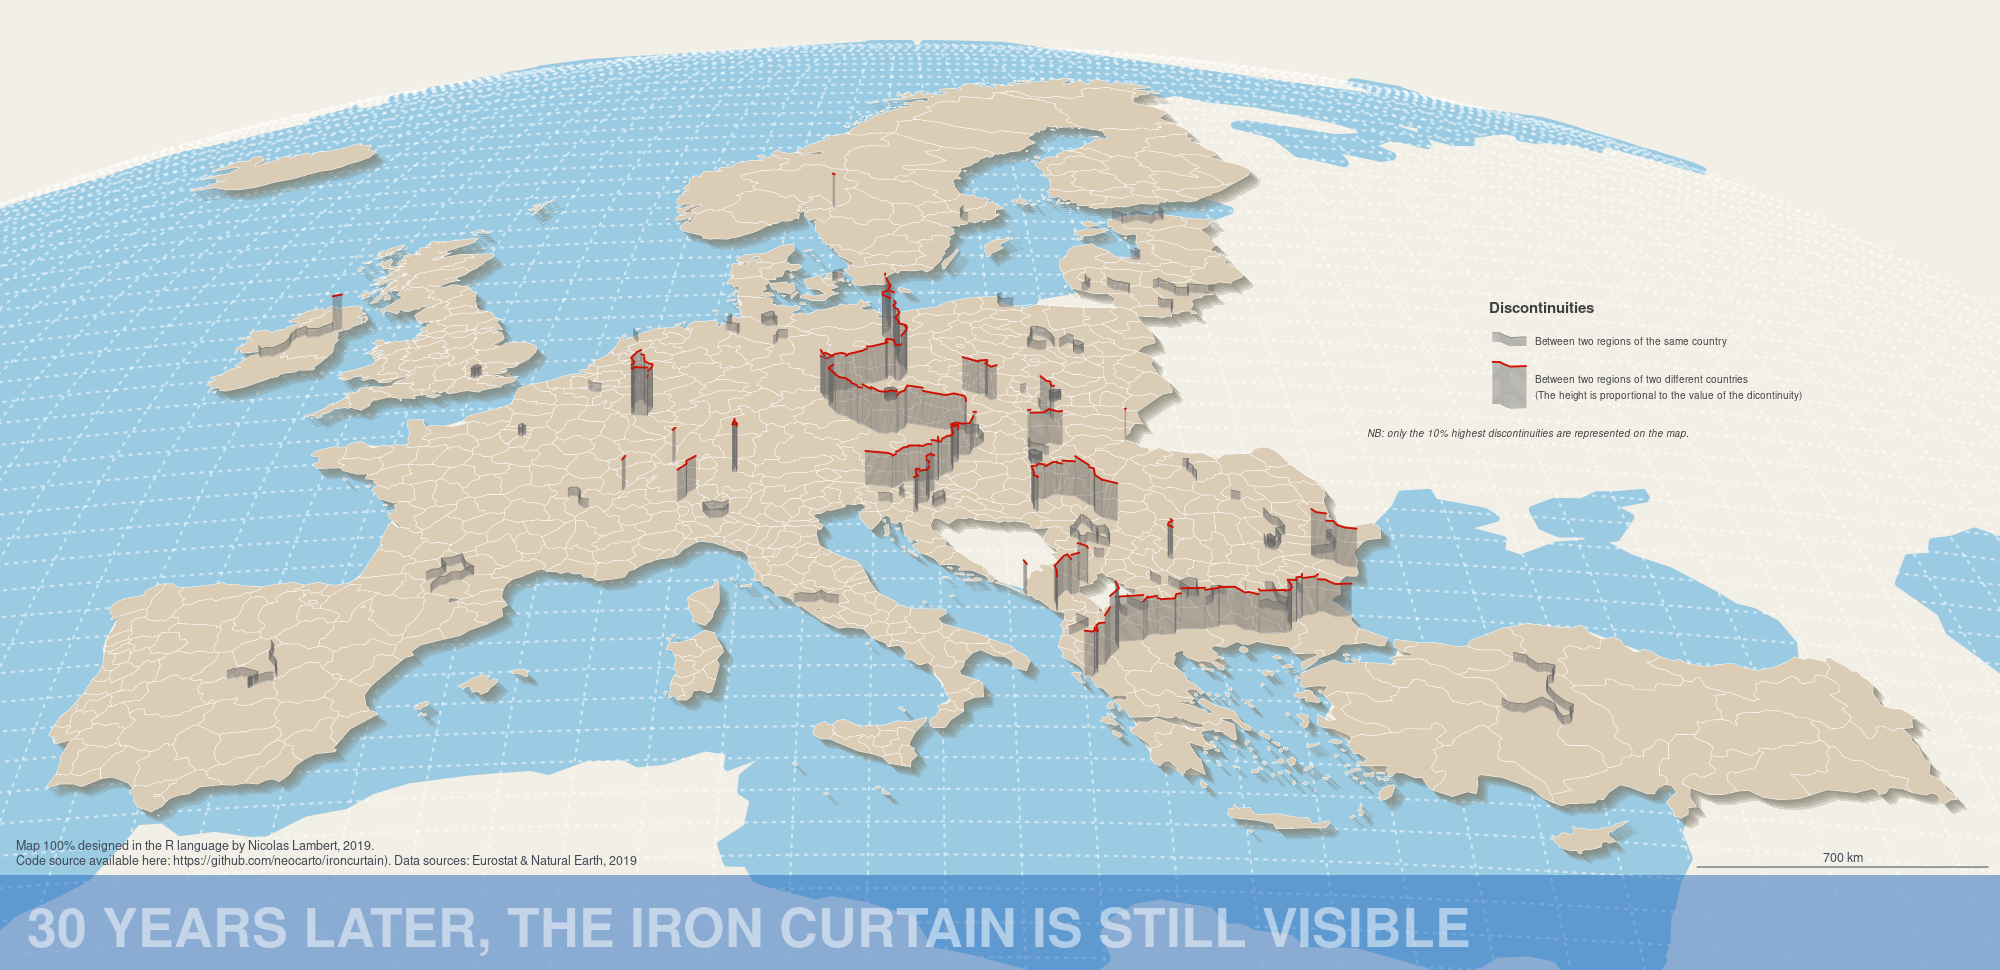 Discontinuities
Between two regions of the same country
Between two regions of two different countries
(The height is proportional to the value of the dicontinuity)
NB: only the 10% highest discontinuities are represented on the map.
Map 100% designed in the R language by Nicolas Lambert, 2019.
Code source available here: https://github.com/neocarto/ironcurtain). Data sources: Eurostat & Natural Earth, 2019
700 km
30 YEARS LATER, THE IRON CURTAIN IS STILL VISIBLE